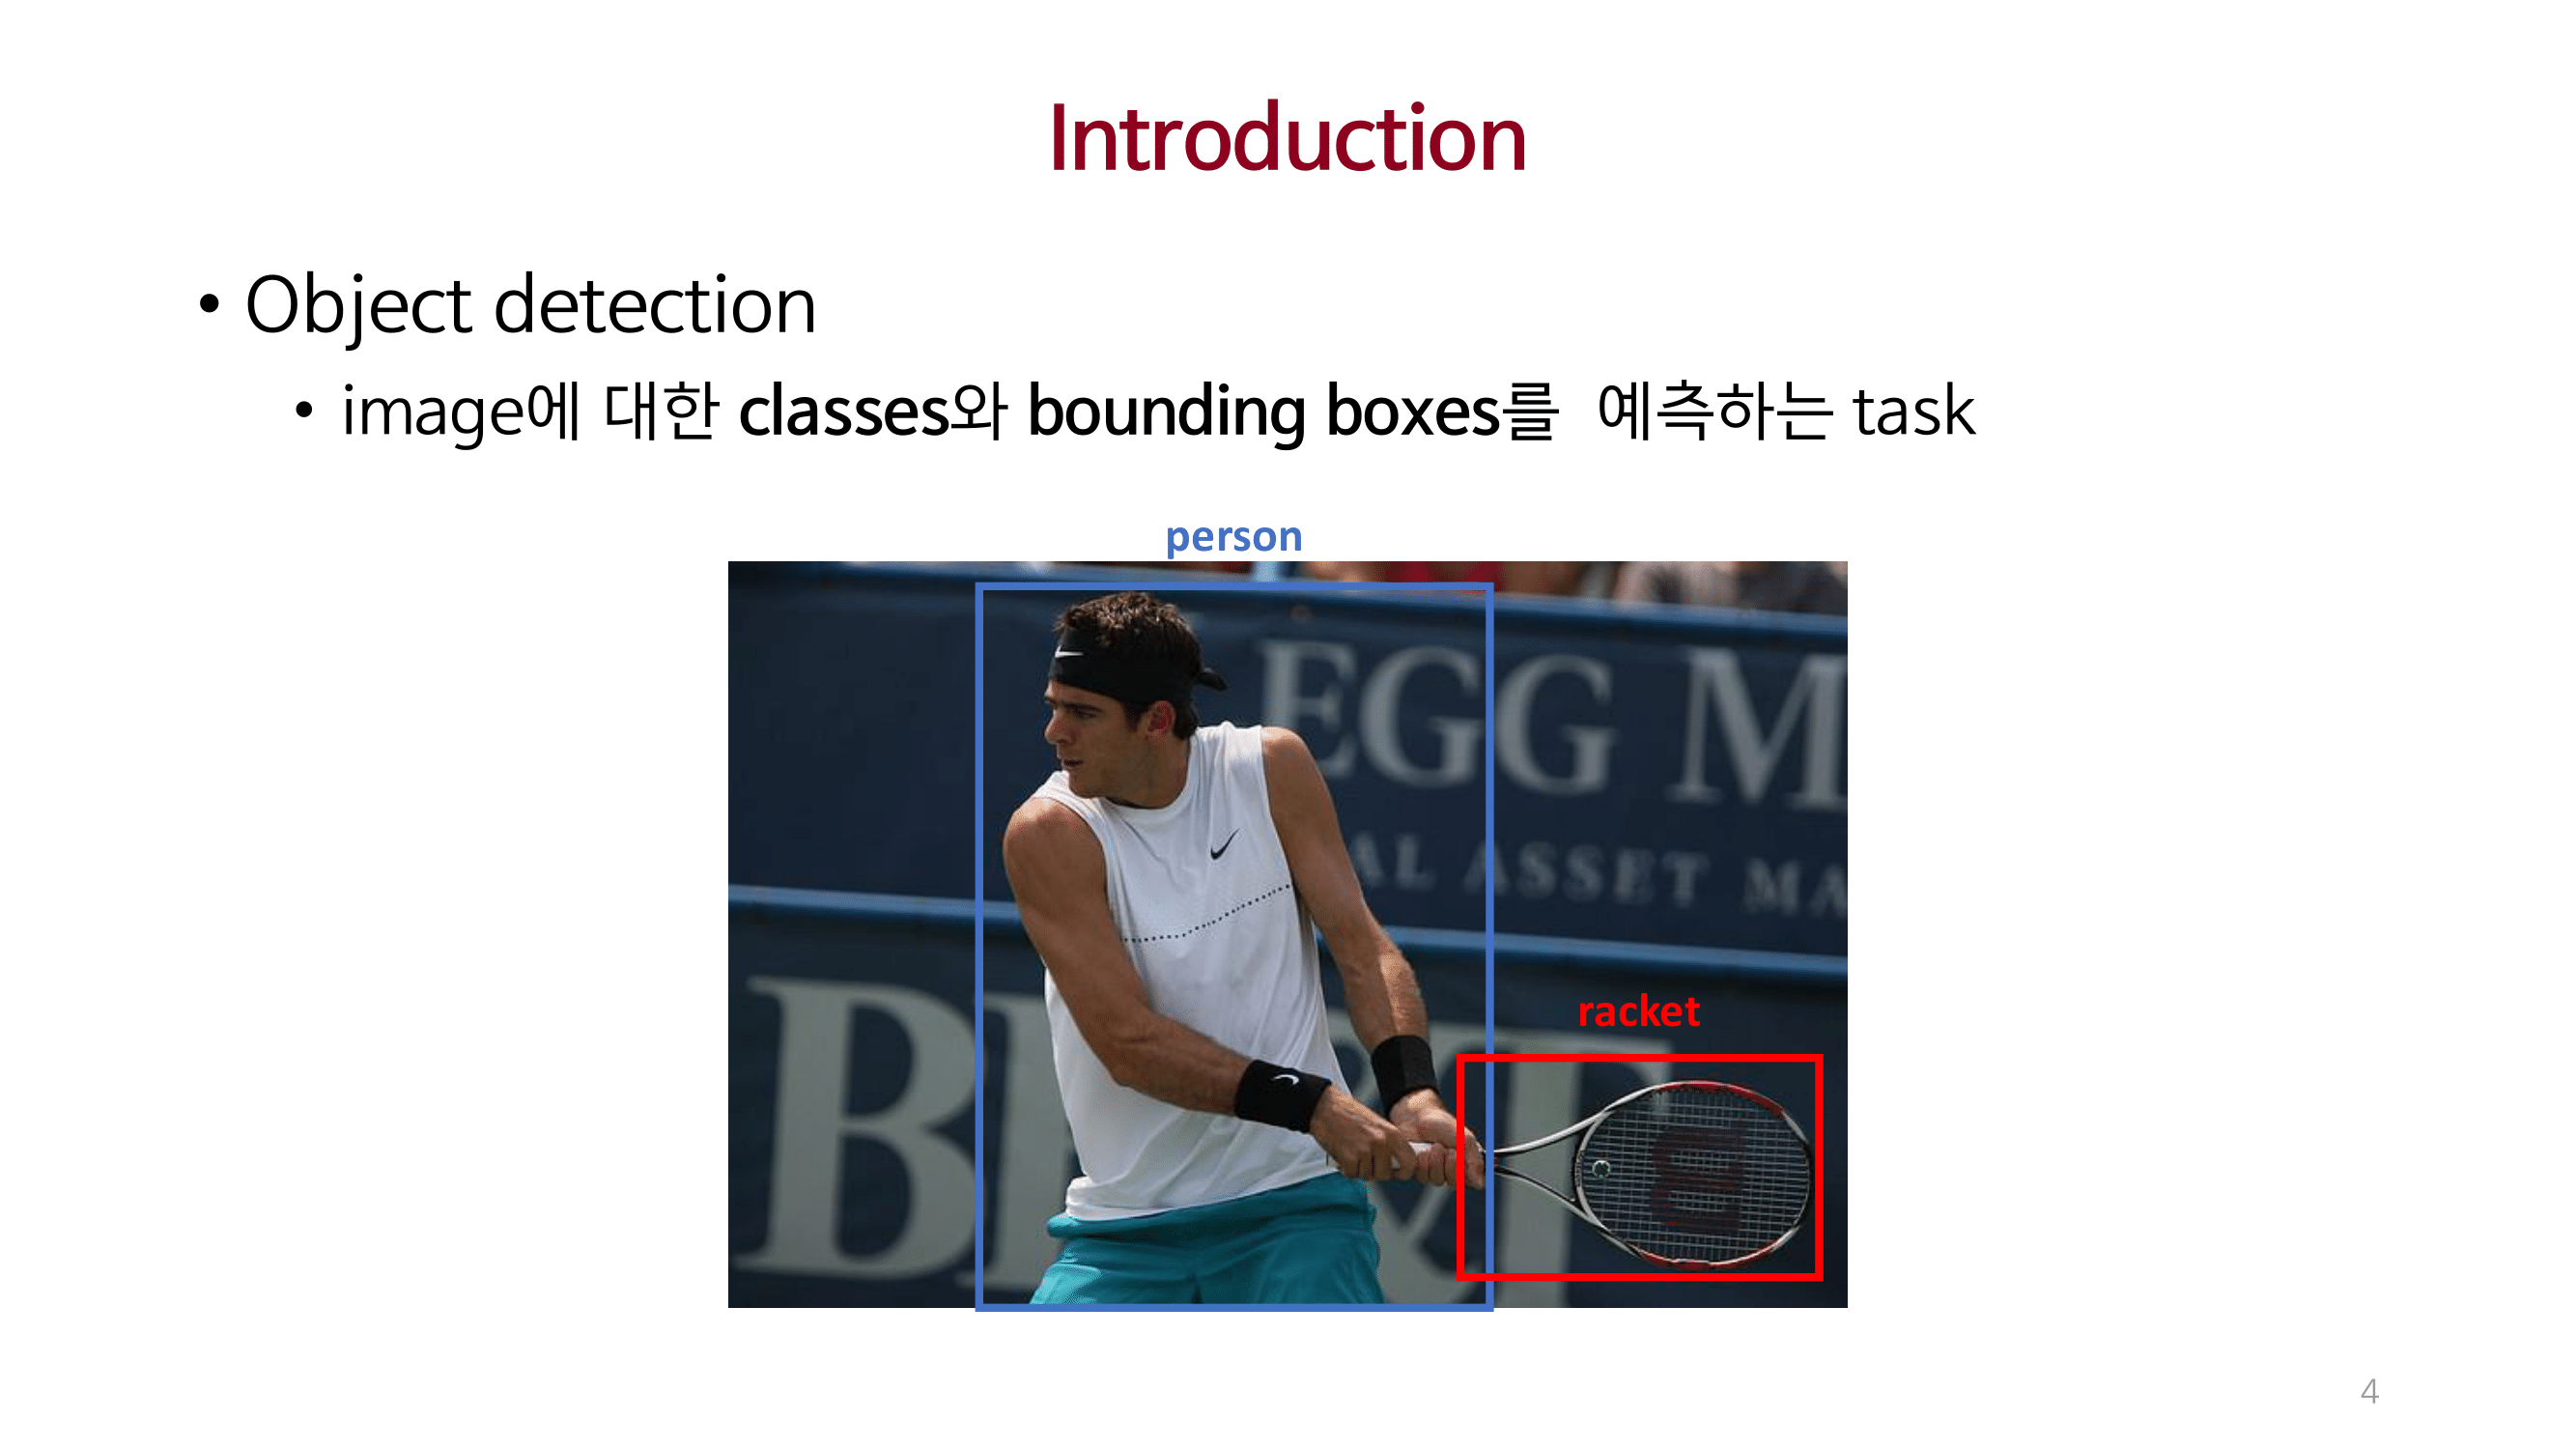 Introduction
• Object detection
• image에 대한 classes와 bounding boxes를 예측하는 task
person
EGG M
AL ASSET MA
racket
4